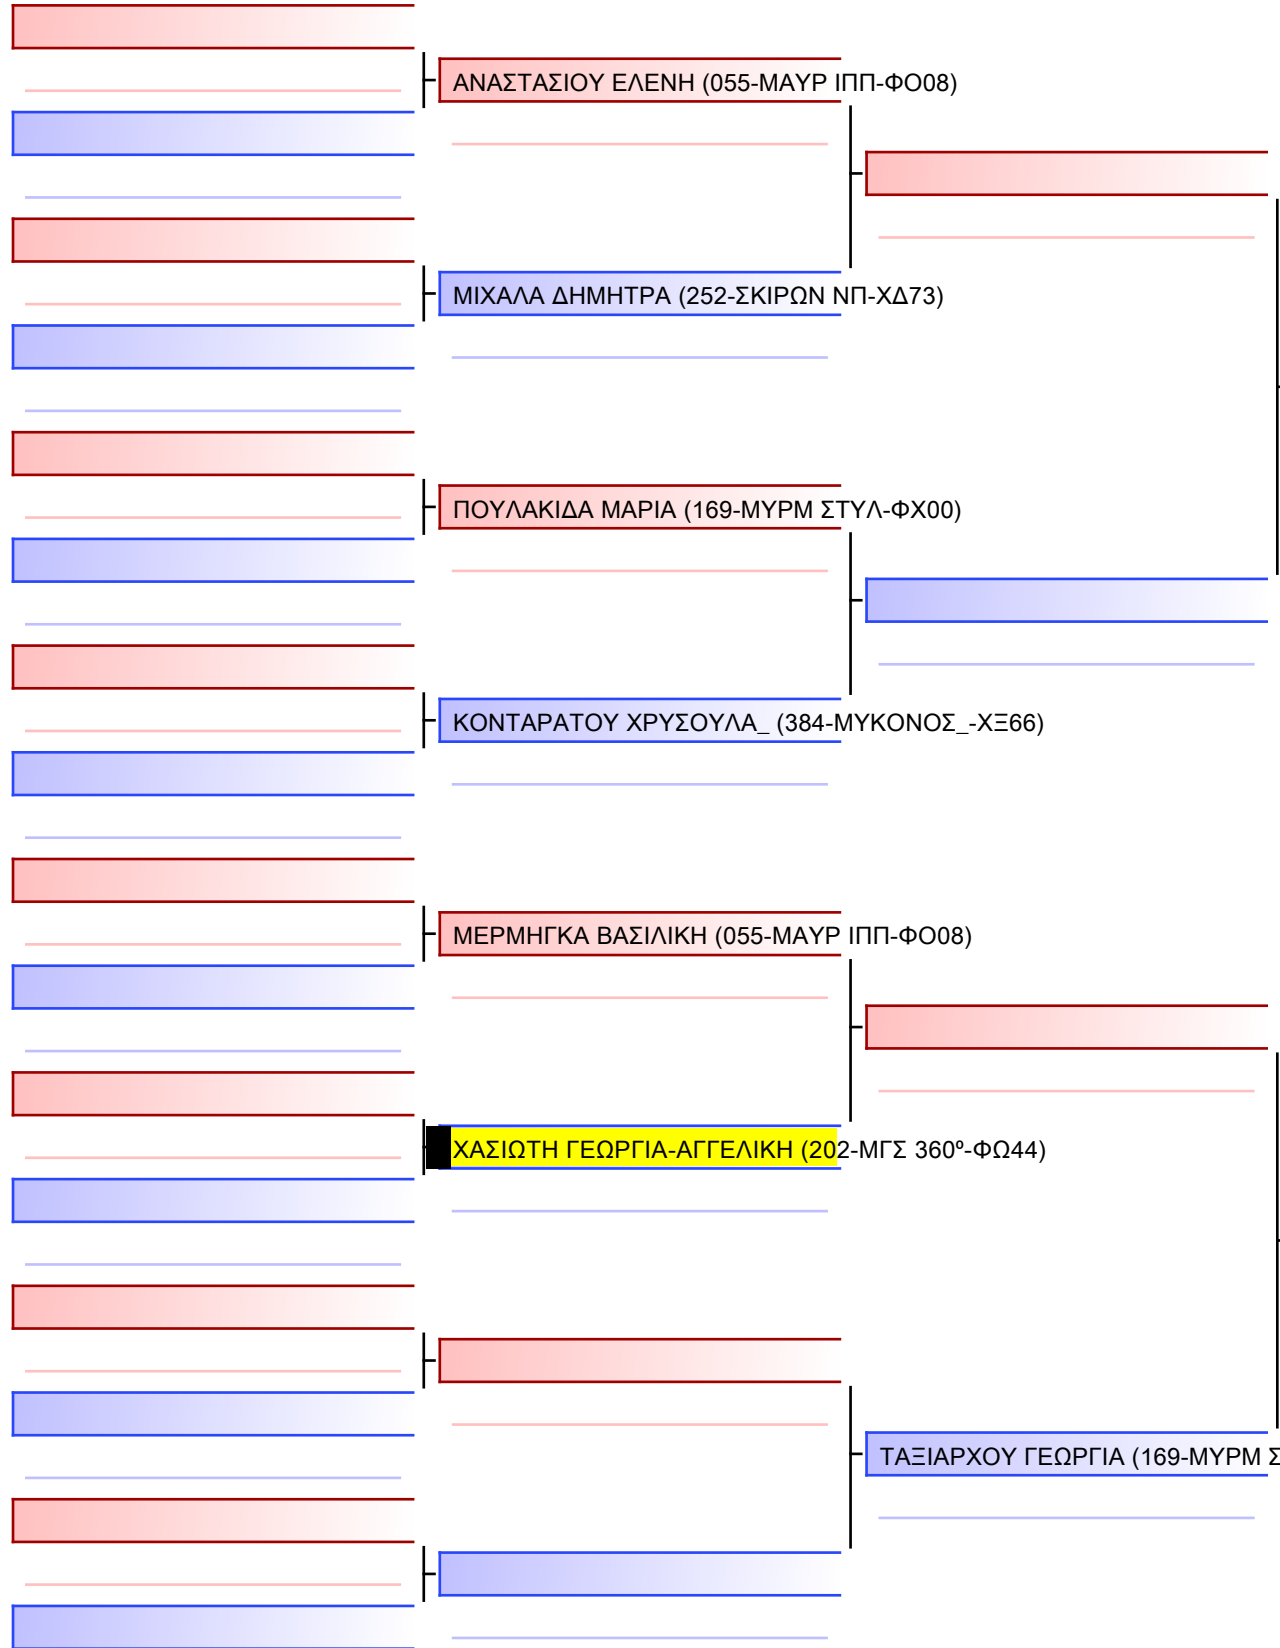 ΑΝΑΣΤΑΣΙΟΥ ΕΛΕΝΗ (055-ΜΑΥΡ ΙΠΠ-ΦΟ08)
ΜΙΧΑΛΑ ΔΗΜΗΤΡΑ (252-ΣΚΙΡΩΝ ΝΠ-ΧΔ73)
ΠΟΥΛΑΚΙΔΑ ΜΑΡΙΑ (169-ΜΥΡΜ ΣΤΥΛ-ΦΧ00)
ΚΟΝΤΑΡΑΤΟΥ ΧΡΥΣΟΥΛΑ_ (384-ΜΥΚΟΝΟΣ_-ΧΞ66)
ΜΕΡΜΗΓΚΑ ΒΑΣΙΛΙΚΗ (055-ΜΑΥΡ ΙΠΠ-ΦΟ08)
ΧΑΣΙΩΤΗ ΓΕΩΡΓΙΑ-ΑΓΓΕΛΙΚΗ (202-ΜΓΣ 360º-ΦΩ44)
ΤΑΞΙΑΡΧΟΥ ΓΕΩΡΓΙΑ (169-ΜΥΡΜ Σ